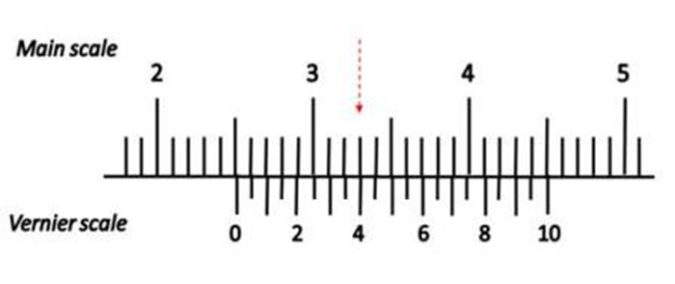 Main scale
2 3 4 5
Vernier scale
0 2 4 6 8 10